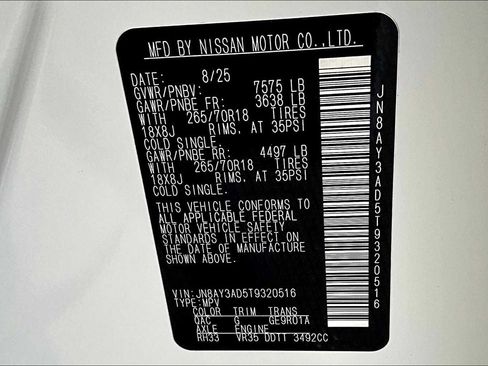 MFD BY NISSAN MOTOR CO.,LTD.
DATE: 8/25
GVWR/PNBV: 7575 LB
GAWR/PNBE FR: 3638 LB
WITH 265/70R18 TIRES
18X8J RIMS. AT 35PSI
COLD SINGLE.
GAWR/PNBE RR: 4497 LB
WITH 265/70R18 TIRES
18X8J RIMS. AT 35PSI
COLD SINGLE.
THIS VEHICLE CONFORMS TO
ALL APPLICABLE FEDERAL
MOTOR VEHICLE SAFETY
STANDARDS IN EFFECT ON
THE DATE OF MANUFACTURE
SHOWN ABOVE.
VIN: JN8AY3AD5T9320516
TYPE: MPV
COLOR TRIM TRANS
QAC G GE9R01A
AXLE ENGINE
RH33 VR35 DDTT 3492CC
JN8AY3AD5T9320516